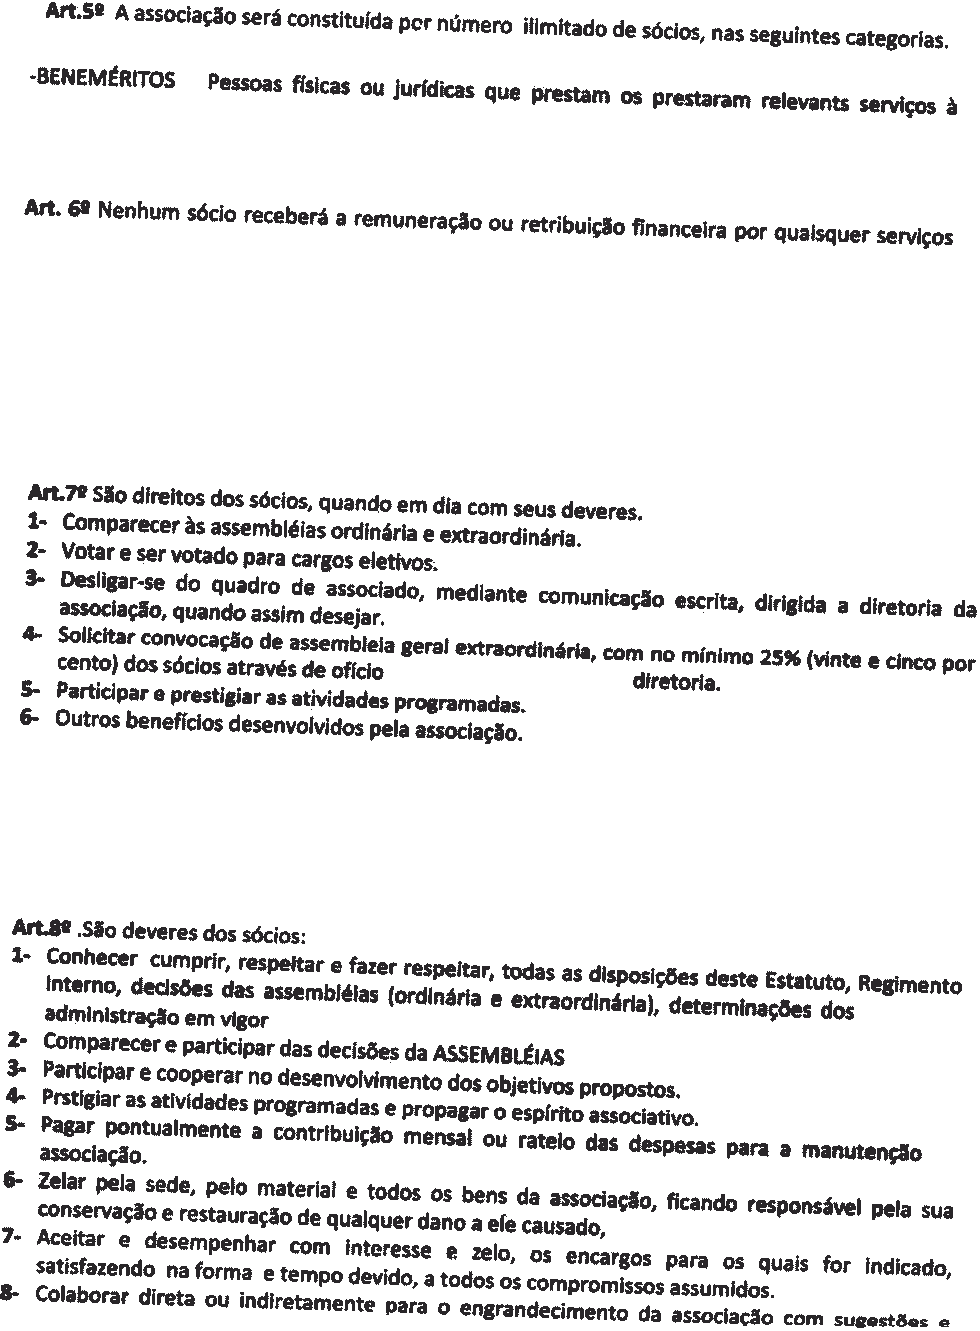 Art.5º A associação será constituída por número ilimitado de sócios, nas seguintes categorias.
-BENEMÉRITOS Pessoas físicas ou jurídicas que prestam os prestaram relevants serviços à
Art. 6º Nenhum sócio receberá a remuneração ou retribuição financeira por quaisquer serviços
Art.7º São direitos dos sócios, quando em dia com seus deveres.
1- Comparecer às assembléias ordinária e extraordinária.
2- Votar e ser votado para cargos eletivos.
3- Desligar-se do quadro de associado, mediante comunicação escrita, dirigida a diretoria da
associação, quando assim desejar.
4- Solicitar convocação de assembleia geral extraordinária, com no mínimo 25% (vinte e cinco por
cento) dos sócios através de ofício diretoria.
5- Participar e prestigiar as atividades programadas.
6- Outros benefícios desenvolvidos pela associação.
Art.8º .São deveres dos sócios:
1- Conhecer cumprir, respeitar e fazer respeitar, todas as disposições deste Estatuto, Regimento
Interno, decisões das assembléias (ordinária e extraordinária), determinações dos
administração em vigor
2- Comparecer e participar das decisões da ASSEMBLÉIAS
3- Participar e cooperar no desenvolvimento dos objetivos propostos.
4- Prstigiar as atividades programadas e propagar o espírito associativo.
5- Pagar pontualmente a contribuição mensal ou rateio das despesas para a manutenção
associação.
6- Zelar pela sede, pelo material e todos os bens da associação, ficando responsável pela sua
conservação e restauração de qualquer dano a ele causado,
7- Aceitar e desempenhar com interesse e zelo, os encargos para os quais for indicado,
satisfazendo na forma e tempo devido, a todos os compromissos assumidos.
8- Colaborar direta ou indiretamente para o engrandecimento da associação com sugestões e